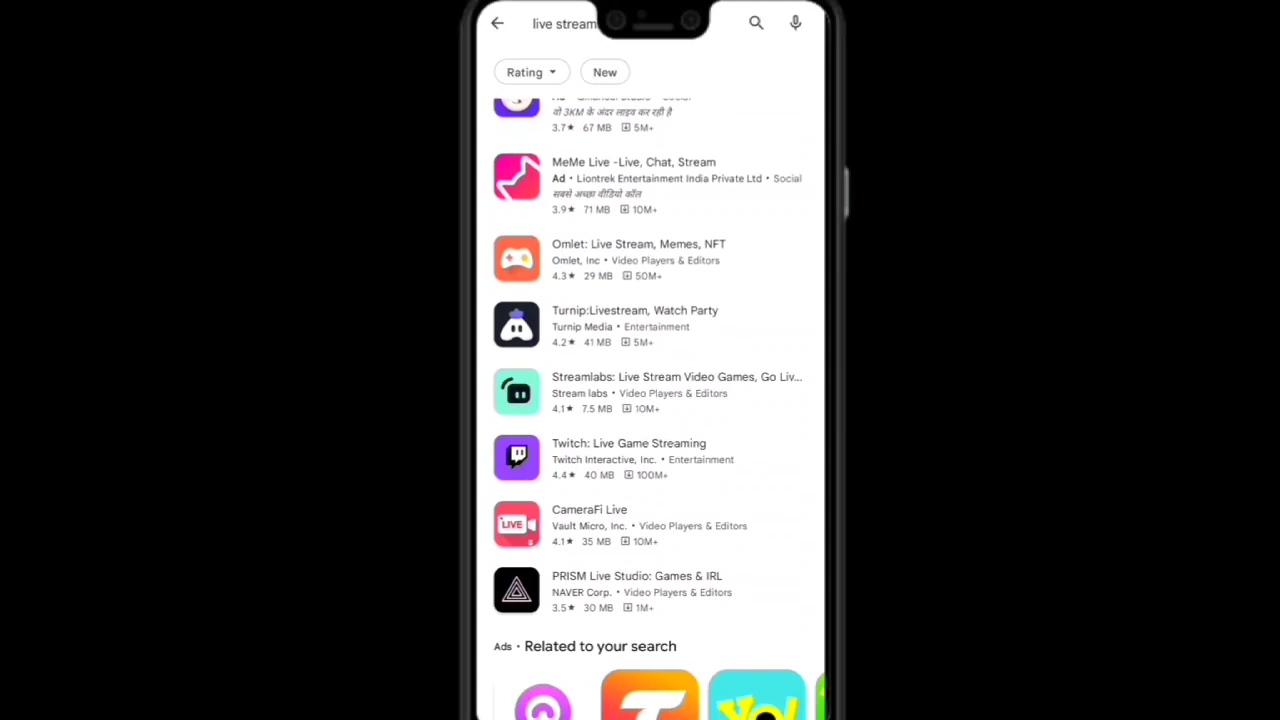 live stream
Rating
New
वो 3KM के अंदर लाइव कर रही है
3.7★ 67 MB 5M+
MeMe Live -Live, Chat, Stream
Ad • Liontrek Entertainment India Private Ltd • Social
सबसे अच्छा वीडियो कॉल
3.9★ 71 MB 10M+
Omlet: Live Stream, Memes, NFT
Omlet, Inc • Video Players & Editors
4.3★ 29 MB 50M+
Turnip:Livestream, Watch Party
Turnip Media • Entertainment
4.2★ 41 MB 5M+
Streamlabs: Live Stream Video Games, Go Liv...
Stream labs • Video Players & Editors
4.1★ 7.5 MB 10M+
Twitch: Live Game Streaming
Twitch Interactive, Inc. • Entertainment
4.4★ 40 MB 100M+
LIVE
CameraFi Live
Vault Micro, Inc. • Video Players & Editors
4.1★ 35 MB 10M+
PRISM Live Studio: Games & IRL
NAVER Corp. • Video Players & Editors
3.5★ 30 MB 1M+
Ads • Related to your search